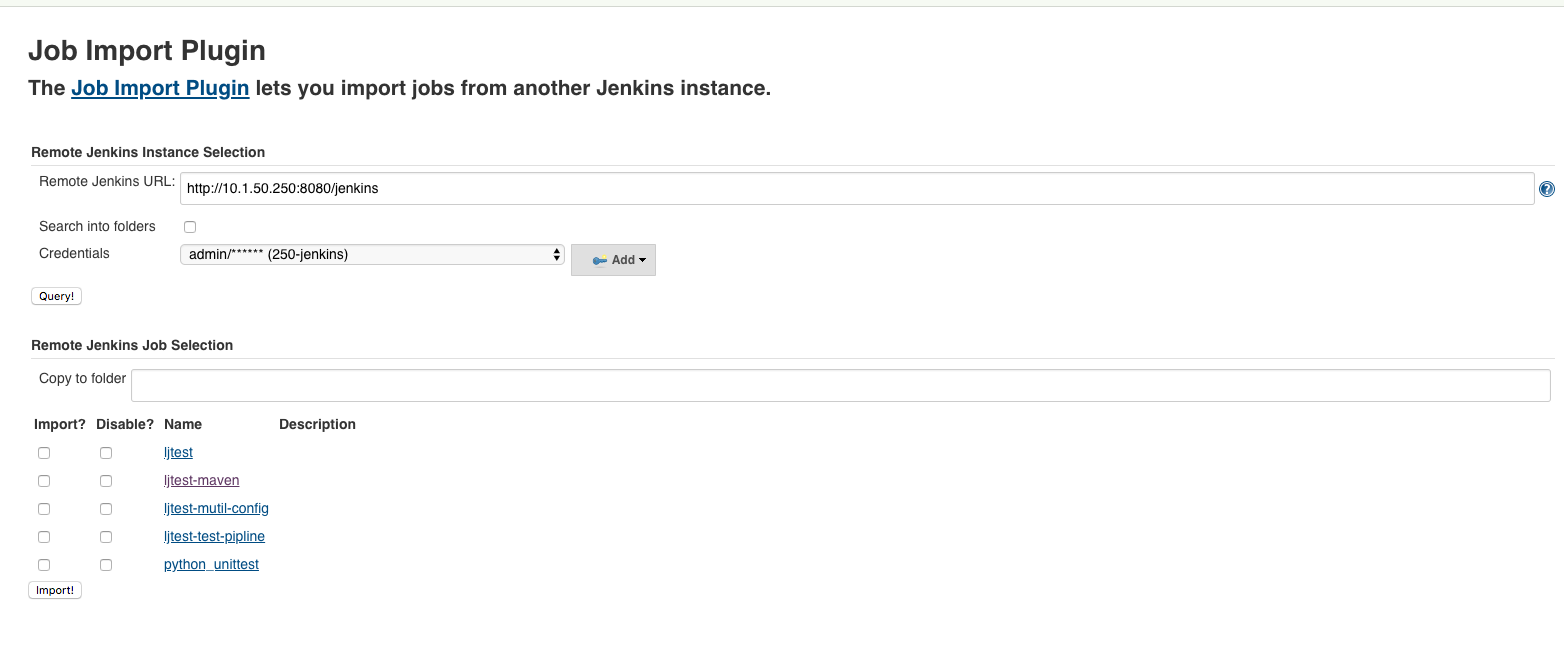 Job Import Plugin
The Job Import Plugin lets you import jobs from another Jenkins instance.
Remote Jenkins Instance Selection
Remote Jenkins URL: http://10.1.50.250:8080/jenkins ?
Search into folders
Credentials admin/****** (250-jenkins) Add
Query!
Remote Jenkins Job Selection
Copy to folder
Import? Disable? Name Description
ljtest
ljtest-maven
ljtest-mutil-config
ljtest-test-pipline
python_unittest
Import!